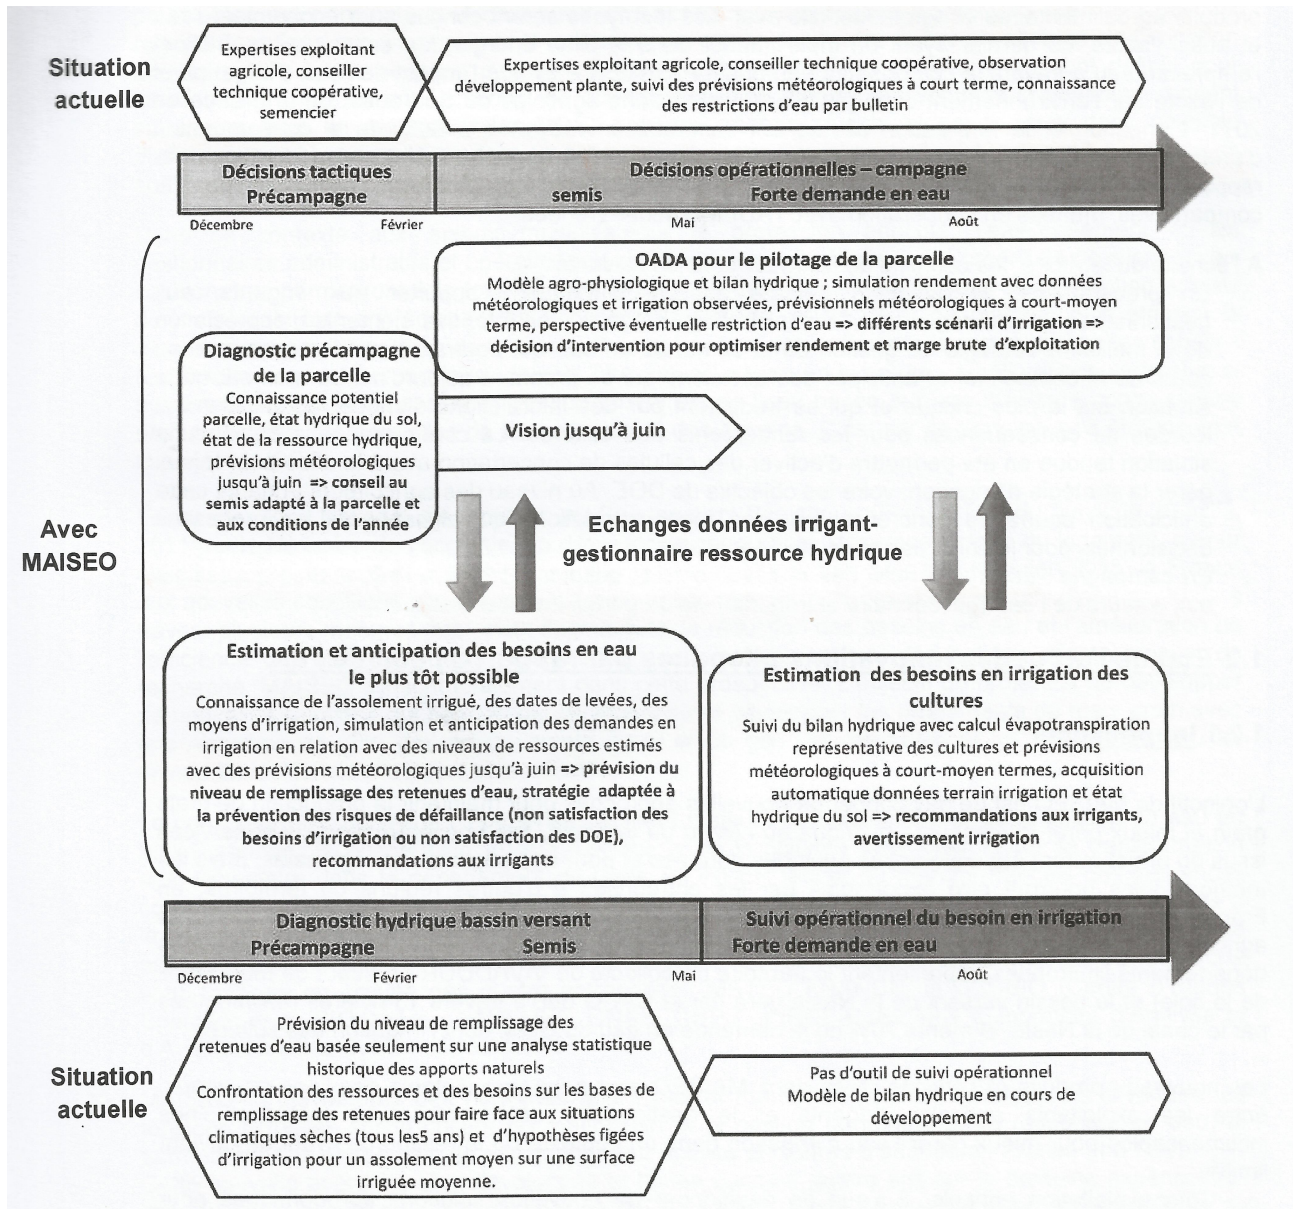 Situation
actuelle
Expertises exploitant
agricole, conseiller
technique coopérative,
semencier
Expertises exploitant agricole, conseiller technique coopérative, observation
développement plante, suivi des prévisions météorologiques à court terme, connaissance
des restrictions d'eau par bulletin
Décisions tactiques
Précampagne
Décisions opérationnelles – campagne
semis Forte demande en eau
Décembre Février Mai Août
OADA pour le pilotage de la parcelle
Modèle agro-physiologique et bilan hydrique ; simulation rendement avec données
météorologiques et irrigation observées, prévisionnels météorologiques à court-moyen
terme, perspective éventuelle restriction d'eau => différents scénarii d'irrigation =>
décision d'intervention pour optimiser rendement et marge brute d'exploitation
Diagnostic précampagne
de la parcelle
Connaissance potentiel
parcelle, état hydrique du sol,
état de la ressource hydrique,
prévisions météorologiques
jusqu'à juin => conseil au
semis adapté à la parcelle et
aux conditions de l'année
Vision jusqu'à juin
Avec
MAISEO
Echanges données irrigant-
gestionnaire ressource hydrique
Estimation et anticipation des besoins en eau
le plus tôt possible
Connaissance de l'assolement irrigué, des dates de levées, des
moyens d'irrigation, simulation et anticipation des demandes en
irrigation en relation avec des niveaux de ressources estimés
avec des prévisions météorologiques jusqu'à juin => prévision du
niveau de remplissage des retenues d'eau, stratégie adaptée à
la prévention des risques de défaillance (non satisfaction des
besoins d'irrigation ou non satisfaction des DOE),
recommandations aux irrigants
Estimation des besoins en irrigation des
cultures
Suivi du bilan hydrique avec calcul évapotranspiration
représentative des cultures et prévisions
météorologiques à court-moyen termes, acquisition
automatique données terrain irrigation et état
hydrique du sol => recommandations aux irrigants,
avertissement irrigation
Diagnostic hydrique bassin versant
Précampagne Semis
Suivi opérationnel du besoin en irrigation
Forte demande en eau
Décembre Février Mai Août
Situation
actuelle
Prévision du niveau de remplissage des
retenues d'eau basée seulement sur une analyse statistique
historique des apports naturels
Confrontation des ressources et des besoins sur les bases de
remplissage des retenues pour faire face aux situations
climatiques sèches (tous les5 ans) et d'hypothèses figées
d'irrigation pour un assolement moyen sur une surface
irriguée moyenne.
Pas d'outil de suivi opérationnel
Modèle de bilan hydrique en cours de
développement